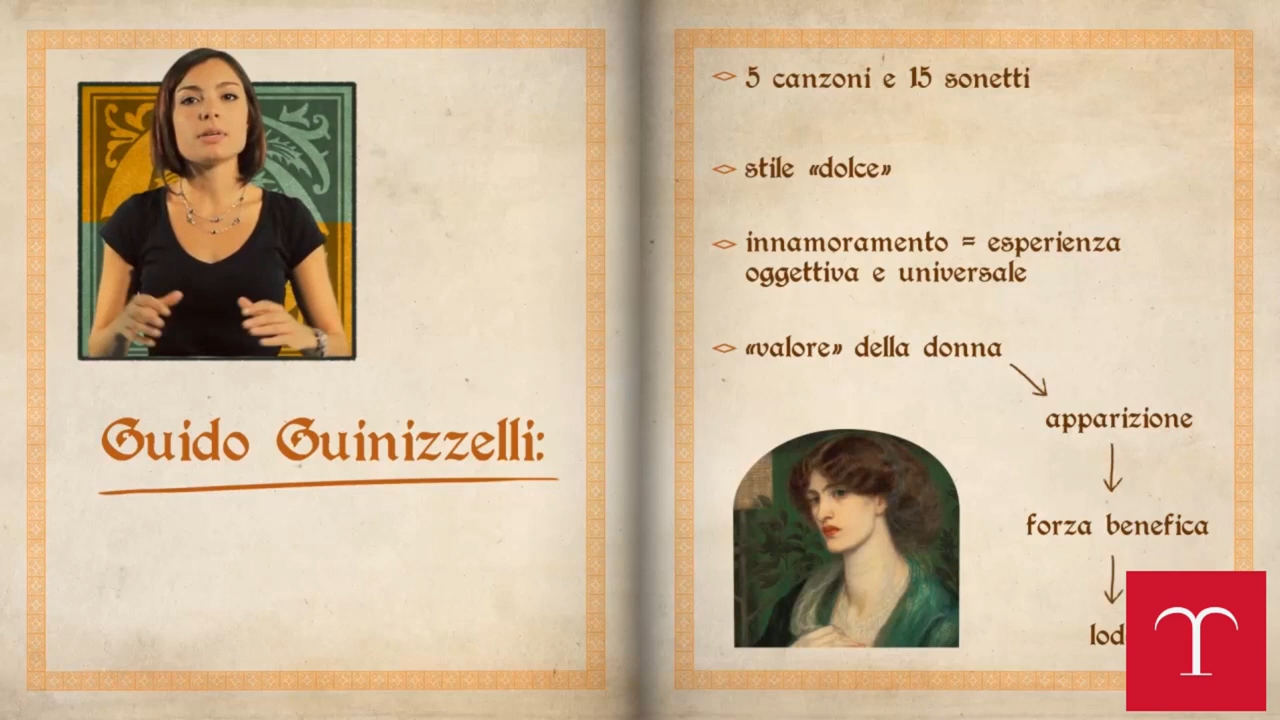 Guido Guinizzelli:
5 canzoni e 15 sonetti
stile «dolce»
innamoramento = esperienza
oggettiva e universale
«valore» della donna
apparizione
forza benefica